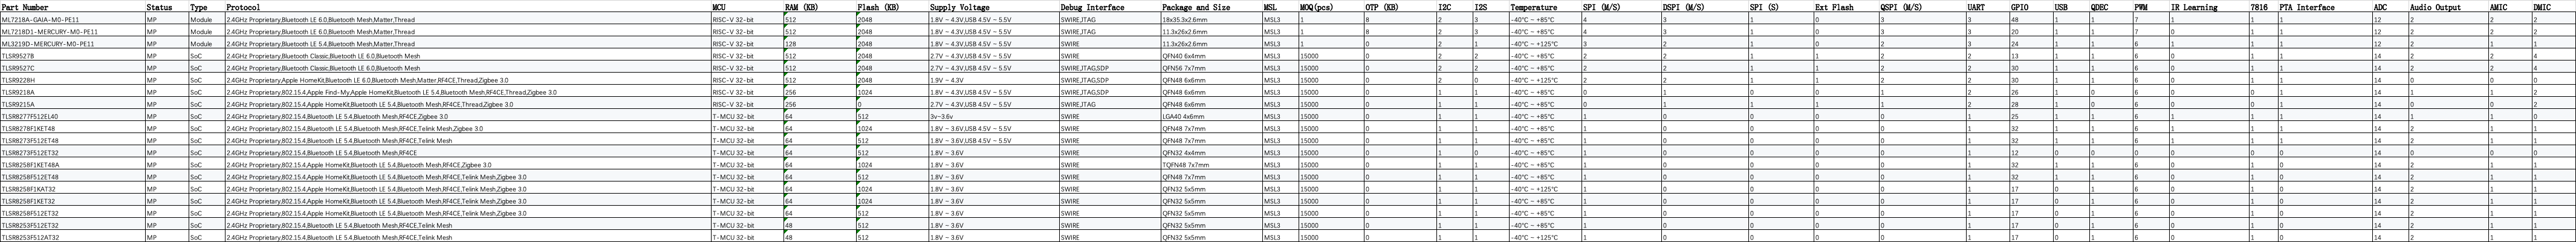 Part Number Status Type Protocol MCU RAM (KB) Flash (KB) Supply Voltage Debug Interface Package and Size MSL MOQ(pcs) OTP (KB) I2C I2S Temperature SPI (M/S) DSPI (M/S) SPI (S) Ext Flash QSPI (M/S) UART GPIO USB QDEC PWM IR Learning 7816 PTA Interface ADC Audio Output AMIC DMIC
ML7218A-GAIA-M0-PE11 MP Module 2.4GHz Proprietary,Bluetooth LE 6.0,Bluetooth Mesh,Matter,Thread RISC-V 32-bit 512 2048 1.8V ~ 4.3V,USB 4.5V ~ 5.5V SWIRE,JTAG 18x35.3x2.6mm MSL3 1 8 2 3 -40°C ~ +85°C 4 3 1 0 3 3 48 1 1 7 1 1 1 12 2 2 2
ML7218D1-MERCURY-M0-PE11 MP Module 2.4GHz Proprietary,Bluetooth LE 6.0,Bluetooth Mesh,Matter,Thread RISC-V 32-bit 512 2048 1.8V ~ 4.3V,USB 4.5V ~ 5.5V SWIRE,JTAG 11.3x26x2.6mm MSL3 1 8 2 3 -40°C ~ +85°C 4 3 1 0 3 3 20 1 1 7 0 1 1 12 2 2 2
ML3219D-MERCURY-M0-PE11 MP Module 2.4GHz Proprietary,Bluetooth LE 5.4,Bluetooth Mesh,Matter,Thread RISC-V 32-bit 128 2048 1.8V ~ 4.3V,USB 4.5V ~ 5.5V SWIRE 11.3x26x2.6mm MSL3 1 0 2 1 -40°C ~ +125°C 3 2 1 0 2 3 24 1 1 6 1 1 1 12 2 1 1
TLSR9527B MP SoC 2.4GHz Proprietary,Bluetooth Classic,Bluetooth LE 6.0,Bluetooth Mesh RISC-V 32-bit 512 2048 2.7V ~ 4.3V,USB 4.5V ~ 5.5V SWIRE QFN40 6x4mm MSL3 15000 0 2 2 -40°C ~ +85°C 2 2 1 1 2 2 13 1 1 6 0 1 1 14 2 2 4
TLSR9527C MP SoC 2.4GHz Proprietary,Bluetooth Classic,Bluetooth LE 6.0,Bluetooth Mesh RISC-V 32-bit 512 2048 2.7V ~ 4.3V,USB 4.5V ~ 5.5V SWIRE,JTAG,SDP QFN56 7x7mm MSL3 15000 0 2 2 -40°C ~ +85°C 2 2 1 1 2 2 30 1 1 6 0 1 1 14 2 2 4
TLSR9228H MP SoC 2.4GHz Proprietary,Apple HomeKit,Bluetooth LE 6.0,Bluetooth Mesh,Matter,RF4CE,Thread,Zigbee 3.0 RISC-V 32-bit 512 2048 1.9V ~ 4.3V SWIRE,JTAG,SDP QFN48 6x6mm MSL3 15000 0 2 0 -40°C ~ +125°C 2 2 1 0 2 2 30 1 1 6 0 1 1 14 0 0 0
TLSR9218A MP SoC 2.4GHz Proprietary,802.15.4,Apple Find-My,Apple HomeKit,Bluetooth LE 5.4,Bluetooth Mesh,RF4CE,Thread,Zigbee 3.0 RISC-V 32-bit 256 1024 1.8V ~ 4.3V,USB 4.5V ~ 5.5V SWIRE,JTAG,SDP QFN48 6x6mm MSL3 15000 0 1 1 -40°C ~ +85°C 0 1 0 0 1 2 26 1 0 6 0 1 1 14 1 1 2
TLSR9215A MP SoC 2.4GHz Proprietary,802.15.4,Apple HomeKit,Bluetooth LE 5.4,Bluetooth Mesh,RF4CE,Thread,Zigbee 3.0 RISC-V 32-bit 256 0 2.7V ~ 4.3V,USB 4.5V ~ 5.5V SWIRE,JTAG QFN48 6x6mm MSL3 15000 0 1 1 -40°C ~ +85°C 0 1 1 1 1 2 28 1 0 6 0 1 1 14 0 0 2
TLSR8277F512EL40 MP SoC 2.4GHz Proprietary,Bluetooth LE 5.4,Bluetooth Mesh,RF4CE,Zigbee 3.0 T-MCU 32-bit 64 512 3v~3.6v SWIRE LGA40 4x6mm MSL3 15000 0 1 1 -40°C ~ +85°C 1 0 0 0 0 1 25 1 1 6 1 1 1 14 1 1 0
TLSR8278F1KET48 MP SoC 2.4GHz Proprietary,802.15.4,Bluetooth LE 5.4,Bluetooth Mesh,RF4CE,Telink Mesh,Zigbee 3.0 T-MCU 32-bit 64 1024 1.8V ~ 3.6V,USB 4.5V ~ 5.5V SWIRE QFN48 7x7mm MSL3 15000 0 1 1 -40°C ~ +85°C 1 0 0 0 0 1 32 1 1 6 1 1 1 14 2 1 1
TLSR8273F512ET48 MP SoC 2.4GHz Proprietary,802.15.4,Bluetooth LE 5.4,Bluetooth Mesh,RF4CE,Telink Mesh T-MCU 32-bit 64 512 1.8V ~ 3.6V,USB 4.5V ~ 5.5V SWIRE QFN48 7x7mm MSL3 15000 0 1 1 -40°C ~ +85°C 1 0 0 0 0 1 32 1 1 6 1 1 1 14 2 1 1
TLSR8273F512ET32 MP SoC 2.4GHz Proprietary,802.15.4,Bluetooth LE 5.4,Bluetooth Mesh,RF4CE T-MCU 32-bit 64 512 1.8V ~ 3.6V SWIRE QFN32 4x4mm MSL3 15000 0 1 0 -40°C ~ +85°C 1 0 0 0 0 1 12 0 0 6 0 1 1 14 0 0 0
TLSR8258F1KET48A MP SoC 2.4GHz Proprietary,802.15.4,Apple HomeKit,Bluetooth LE 5.4,Bluetooth Mesh,RF4CE,Zigbee 3.0 T-MCU 32-bit 64 1024 1.8V ~ 3.6V SWIRE TQFN48 7x7mm MSL3 15000 0 1 1 -40°C ~ +85°C 1 0 0 0 0 1 32 1 1 6 0 1 1 14 2 1 1
TLSR8258F512ET48 MP SoC 2.4GHz Proprietary,802.15.4,Apple HomeKit,Bluetooth LE 5.4,Bluetooth Mesh,RF4CE,Telink Mesh,Zigbee 3.0 T-MCU 32-bit 64 512 1.8V ~ 3.6V SWIRE TQFN48 7x7mm MSL3 15000 0 1 1 -40°C ~ +85°C 1 0 0 0 0 1 32 1 1 6 0 1 1 14 2 1 1
TLSR8258F1KAT32 MP SoC 2.4GHz Proprietary,802.15.4,Apple HomeKit,Bluetooth LE 5.4,Bluetooth Mesh,RF4CE,Telink Mesh,Zigbee 3.0 T-MCU 32-bit 64 1024 1.8V ~ 3.6V SWIRE QFN32 5x5mm MSL3 15000 0 1 1 -40°C ~ +125°C 1 0 0 0 0 1 17 0 1 6 0 1 1 14 2 1 1
TLSR8258F1KET32 MP SoC 2.4GHz Proprietary,802.15.4,Apple HomeKit,Bluetooth LE 5.4,Bluetooth Mesh,RF4CE,Telink Mesh,Zigbee 3.0 T-MCU 32-bit 64 1024 1.8V ~ 3.6V SWIRE QFN32 5x5mm MSL3 15000 0 1 1 -40°C ~ +85°C 1 0 0 0 0 1 17 0 1 6 0 1 1 14 2 1 1
TLSR8258F512ET32 MP SoC 2.4GHz Proprietary,802.15.4,Apple HomeKit,Bluetooth LE 5.4,Bluetooth Mesh,RF4CE,Telink Mesh,Zigbee 3.0 T-MCU 32-bit 64 512 1.8V ~ 3.6V SWIRE QFN32 5x5mm MSL3 15000 0 1 1 -40°C ~ +85°C 1 0 0 0 0 1 17 0 1 6 0 1 1 14 2 1 1
TLSR8253F512ET32 MP SoC 2.4GHz Proprietary,802.15.4,Bluetooth LE 5.4,Bluetooth Mesh,RF4CE,Telink Mesh T-MCU 32-bit 48 512 1.8V ~ 3.6V SWIRE QFN32 5x5mm MSL3 15000 0 1 1 -40°C ~ +85°C 1 0 0 0 0 1 17 0 1 6 0 1 1 14 2 1 1
TLSR8253F512AT32 MP SoC 2.4GHz Proprietary,802.15.4,Bluetooth LE 5.4,Bluetooth Mesh,RF4CE,Telink Mesh T-MCU 32-bit 48 512 1.8V ~ 3.6V SWIRE QFN32 5x5mm MSL3 15000 0 1 1 -40°C ~ +125°C 1 0 0 0 0 1 17 0 1 6 0 1 1 14 2 1 1